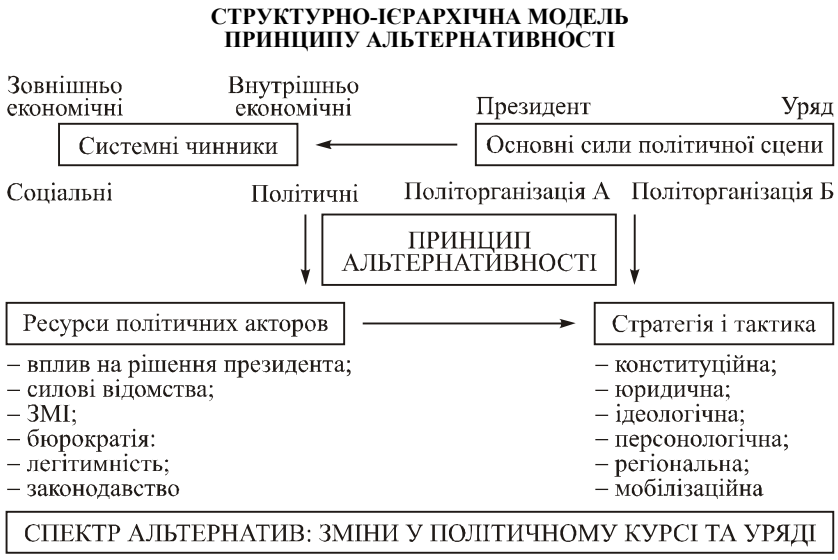 СТРУКТУРНО-ІЄРАРХІЧНА МОДЕЛЬ
ПРИНЦИПУ АЛЬТЕРНАТИВНОСТІ
Зовнішньо економічні
Внутрішньо економічні
Президент
Уряд
Системні чинники
Основні сили політичної сцени
Соціальні
Політичні
Політорганізація А
Політорганізація Б
ПРИНЦИП
АЛЬТЕРНАТИВНОСТІ
Ресурси політичних акторов
Стратегія і тактика
– вплив на рішення президента;
– силові відомства;
– ЗМІ;
– бюрократія:
– легітимність;
– законодавство
– конституційна;
– юридична;
– ідеологічна;
– персонологічна;
– регіональна;
– мобілізаційна
СПЕКТР АЛЬТЕРНАТИВ: ЗМІНИ У ПОЛІТИЧНОМУ КУРСІ ТА УРЯДІ